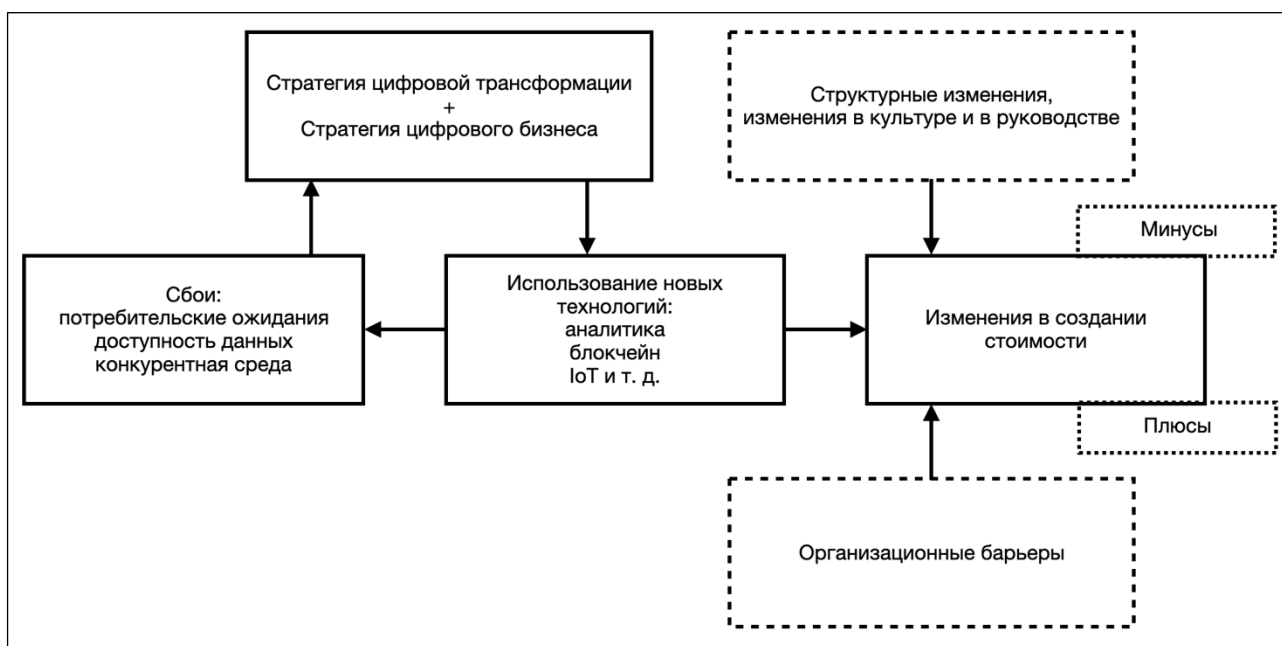 Стратегия цифровой трансформации
+
Стратегия цифрового бизнеса
Структурные изменения,
изменения в культуре и в руководстве
Минусы
Сбои:
потребительские ожидания
доступность данных
конкурентная среда
Использование новых
технологий:
аналитика
блокчейн
IoT и т. д.
Изменения в создании
стоимости
Плюсы
Организационные барьеры